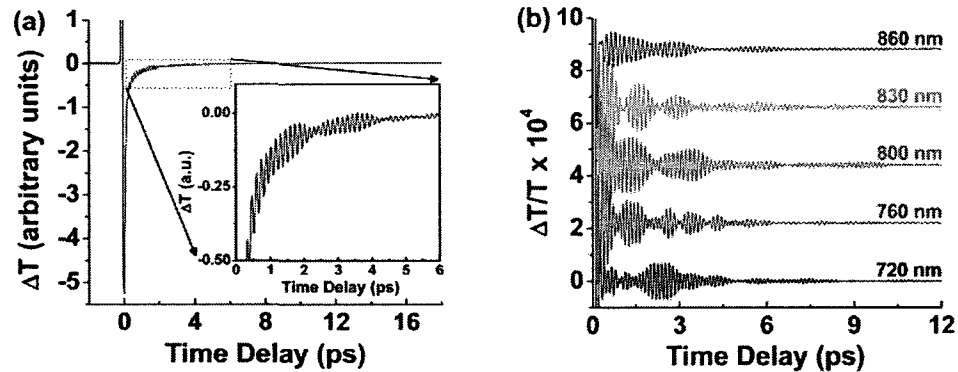 (a)
ΔT (arbitrary units)
1
0
-1
-2
-3
-4
-5
0 4 8 12 16
Time Delay (ps)
ΔT (a.u.)
0.00
-0.25
-0.50
0 1 2 3 4 5 6
Time Delay (ps)
(b)
ΔT/T x 10⁴
10
8
6
4
2
0
860 nm
830 nm
800 nm
760 nm
720 nm
0 3 6 9 12
Time Delay (ps)